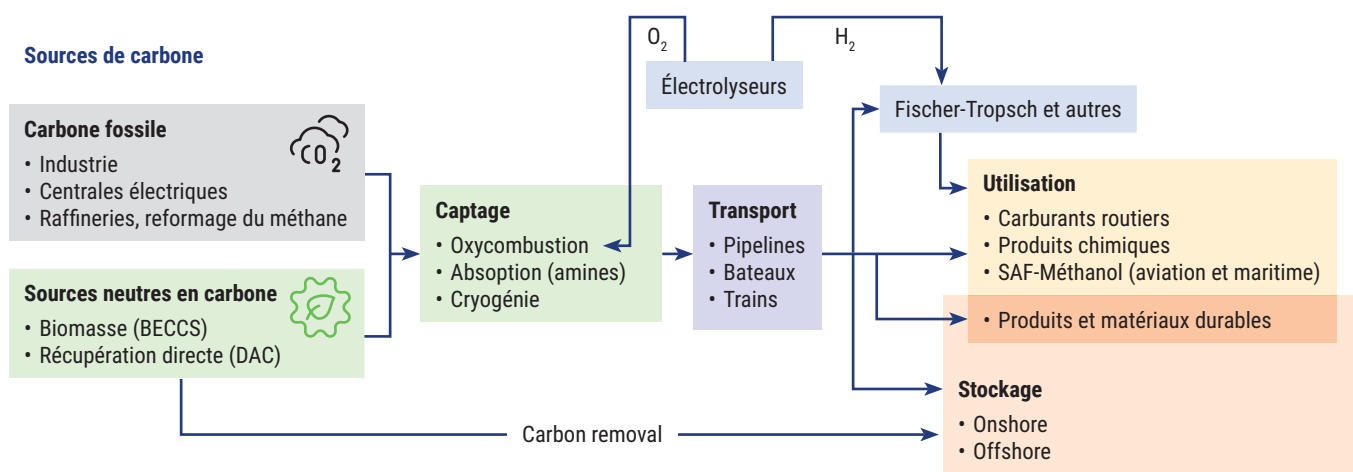 Sources de carbone
Carbone fossile
• Industrie
• Centrales électriques
• Raffineries, reformage du méthane
CO2
Sources neutres en carbone
• Biomasse (BECCS)
• Récupération directe (DAC)
Captage
• Oxycombustion
• Absoption (amines)
• Cryogénie
Transport
• Pipelines
• Bateaux
• Trains
O2
H2
Électrolyseurs
Fischer-Tropsch et autres
Utilisation
• Carburants routiers
• Produits chimiques
• SAF-Méthanol (aviation et maritime)
• Produits et matériaux durables
Stockage
• Onshore
• Offshore
Carbon removal